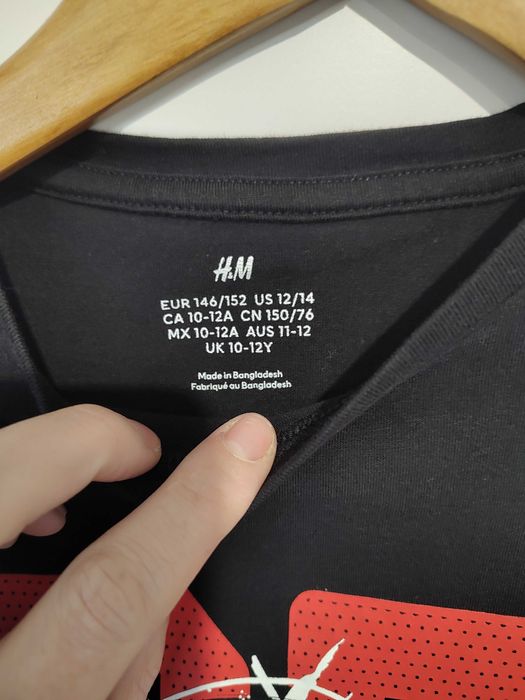 H&M
EUR 146/152 US 12/14
CA 10-12A CN 150/76
MX 10-12A AUS 11-12
UK 10-12Y
Made in Bangladesh
Fabriqué au Bangladesh